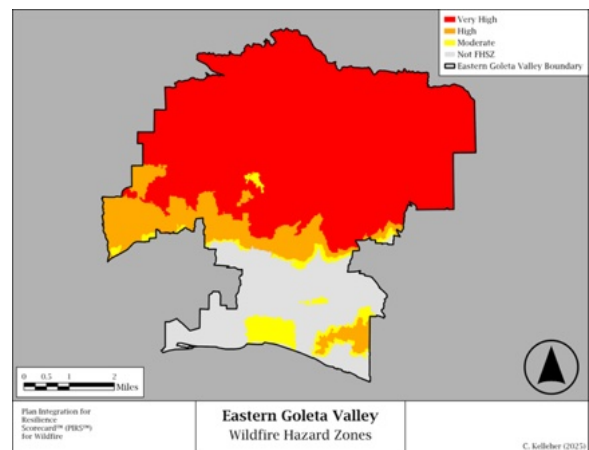 Very High
High
Moderate
Not FHSZ
Eastern Goleta Valley Boundary
0 0.5 1 2
Miles
Plan Integration for
Resilience
Scorecard™ (PIRS™)
for Wildfire
Eastern Goleta Valley
Wildfire Hazard Zones
C. Kelleher (2025)